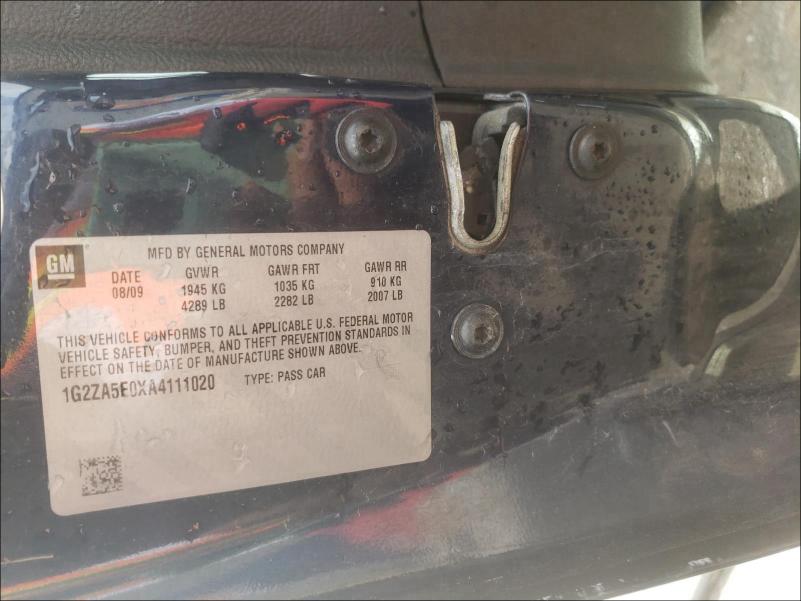 GM
MFD BY GENERAL MOTORS COMPANY
DATE GVWR GAWR FRT GAWR RR
08/09 1945 KG 1035 KG 910 KG
4289 LB 2282 LB 2007 LB
THIS VEHICLE CONFORMS TO ALL APPLICABLE U.S. FEDERAL MOTOR
VEHICLE SAFETY, BUMPER, AND THEFT PREVENTION STANDARDS IN
EFFECT ON THE DATE OF MANUFACTURE SHOWN ABOVE.
1G2ZA5E0XA4111020 TYPE: PASS CAR